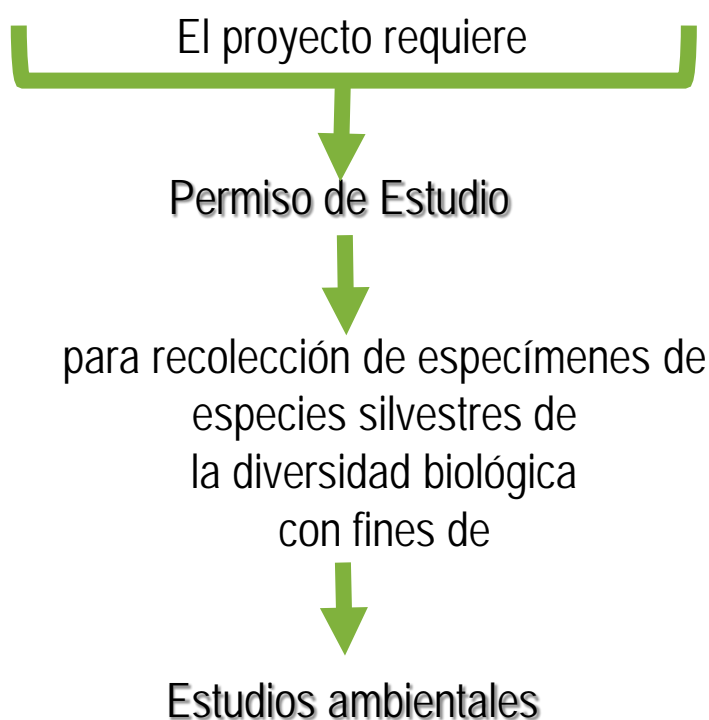 El proyecto requiere
Permiso de Estudio
para recolección de especímenes de
especies silvestres de
la diversidad biológica
con fines de
Estudios ambientales